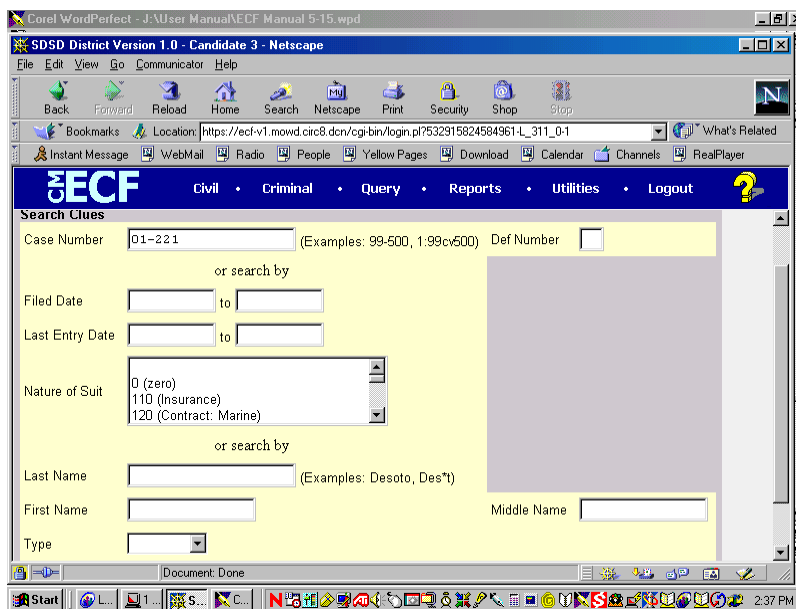 Corel WordPerfect - J:\User Manual\ECF Manual 5-15.wpd
SDSD District Version 1.0 - Candidate 3 - Netscape
File Edit View Go Communicator Help
Back Forward Reload Home Search Netscape Print Security Shop Stop
Bookmarks Location: https://ecf-v1.mowd.circ8.dcn/cgi-bin/login.pl?532915824584961-L_311_0-1 What's Related
Instant Message WebMail Radio People Yellow Pages Download Calendar Channels RealPlayer
CM ECF Civil • Criminal • Query • Reports • Utilities • Logout ?
Search Clues
Case Number 01-221 (Examples: 99-500, 1:99cv500) Def Number
or search by
Filed Date to
Last Entry Date to
Nature of Suit
0 (zero)
110 (Insurance)
120 (Contract: Marine)
or search by
Last Name (Examples: Desoto, Des*t)
First Name Middle Name
Type
Document: Done
Start L... 1... S... C... 2:37 PM